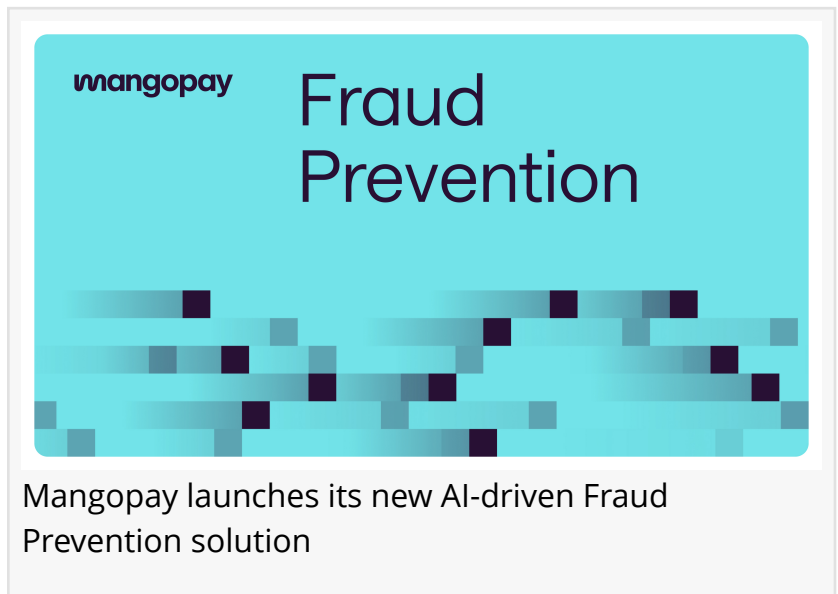 mangopay
Fraud
Prevention
Mangopay launches its new AI-driven Fraud
Prevention solution